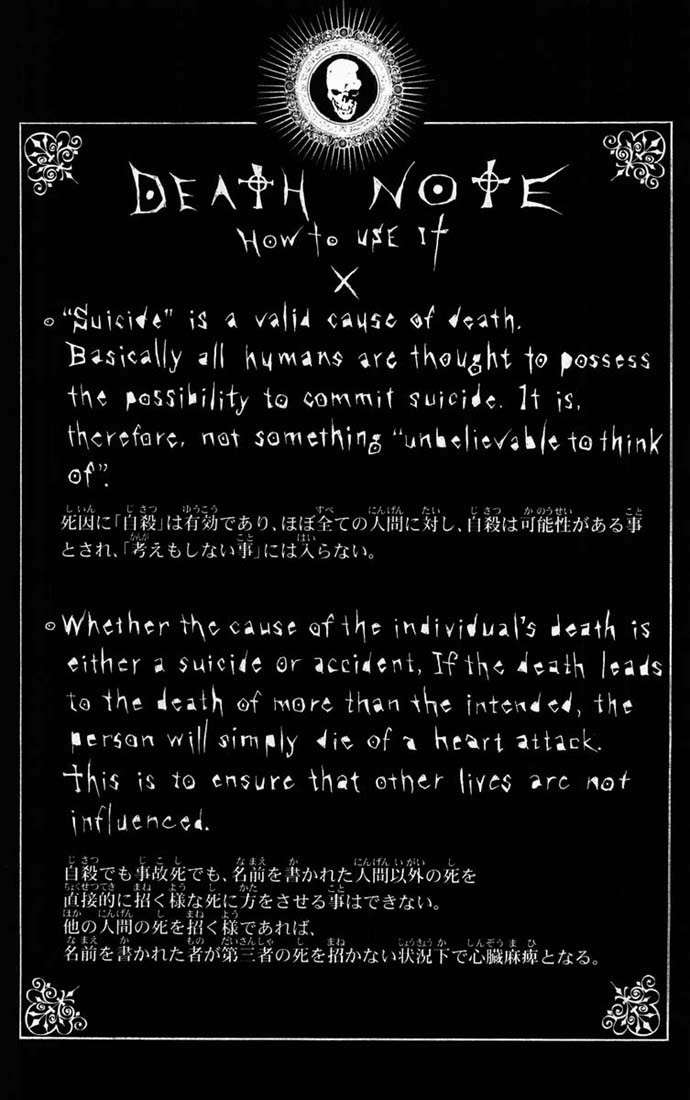 DEATH NOTE
HOW TO USE IT
X
"Suicide" is a valid cause of death.
Basically all humans are thought to possess
the possibility to commit suicide. It is,
therefore, not something "unbelievable to think
of".
死因に「自殺」は有効であり、ほぼ全ての人間に対し、自殺は可能性がある事
とされ、「考えもしない事」には入らない。
Whether the cause of the individual's death is
either a suicide or accident, If the death leads
to the death of more than the intended, the
person will simply die of a heart attack.
This is to ensure that other lives are not
influenced.
自殺でも事故死でも、名前を書かれた人間以外の死を
直接的に招く様な死に方をさせる事はできない。
他の人間の死を招く様であれば、
名前を書かれた者が第三者の死を招かない状況下で心臓麻痺となる。